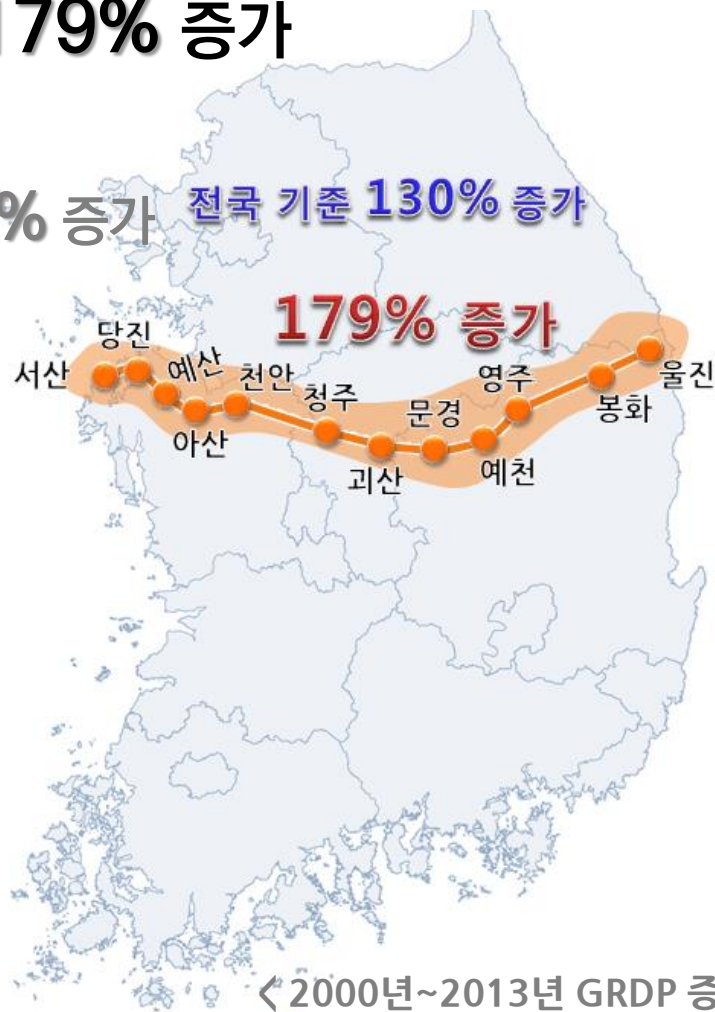 179% 증가
% 증가
전국 기준 130% 증가
179% 증가
당진
서산
예산
천안
영주
울진
청주
문경
봉화
아산
괴산
예천
< 2000년~2013년 GRDP 증